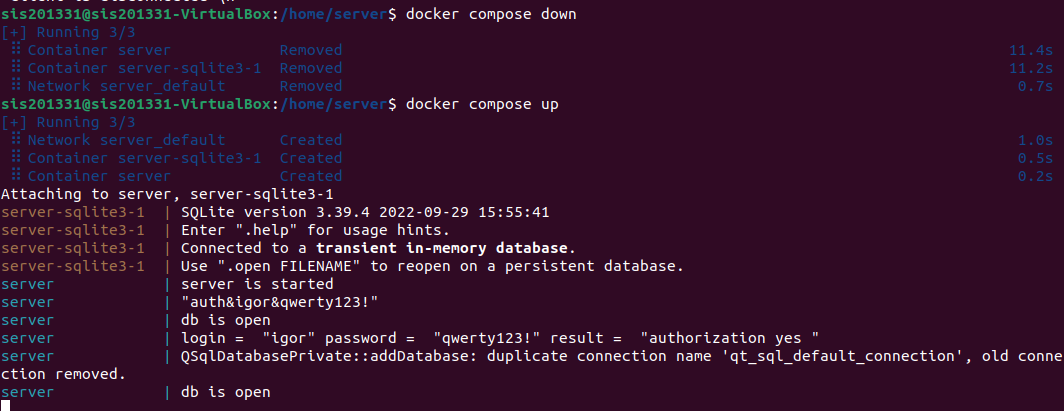 sis201331@sis201331-VirtualBox:/home/server$ docker compose down
[+] Running 3/3
⠿ Container server Removed 11.4s
⠿ Container server-sqlite3-1 Removed 11.2s
⠿ Network server_default Removed 0.7s
sis201331@sis201331-VirtualBox:/home/server$ docker compose up
[+] Running 3/3
⠿ Network server_default Created 1.0s
⠿ Container server-sqlite3-1 Created 0.5s
⠿ Container server Created 0.2s
Attaching to server, server-sqlite3-1
server-sqlite3-1 | SQLite version 3.39.4 2022-09-29 15:55:41
server-sqlite3-1 | Enter ".help" for usage hints.
server-sqlite3-1 | Connected to a transient in-memory database.
server-sqlite3-1 | Use ".open FILENAME" to reopen on a persistent database.
server | server is started
server | "auth&igor&qwerty123!"
server | db is open
server | login = "igor" password = "qwerty123!" result = "authorization yes "
server | QSqlDatabasePrivate::addDatabase: duplicate connection name 'qt_sql_default_connection', old conne
ction removed.
server | db is open